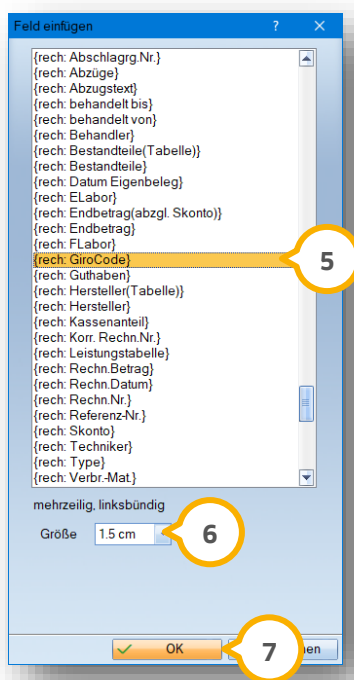 Feld einfügen ? ×
{rech: Abschlagrg.Nr.}
{rech: Abzüge}
{rech: Abzugstext}
{rech: behandelt bis}
{rech: behandelt von}
{rech: Behandler}
{rech: Bestandteile(Tabelle)}
{rech: Bestandteile}
{rech: Datum Eigenbeleg}
{rech: ELabor}
{rech: Endbetrag(abzgl. Skonto)}
{rech: Endbetrag}
{rech: FLabor}
{rech: GiroCode}
5
{rech: Guthaben}
{rech: Hersteller(Tabelle)}
{rech: Hersteller}
{rech: Kassenanteil}
{rech: Korr. Rechn.Nr.}
{rech: Leistungstabelle}
{rech: Rechn.Betrag}
{rech: Rechn.Datum}
{rech: Rechn.Nr.}
{rech: Referenz-Nr.}
{rech: Skonto}
{rech: Techniker}
{rech: Type}
{rech: Verbr.-Mat.}
mehrzeilig, linksbündig
Größe 1.5 cm 6
OK 7 en